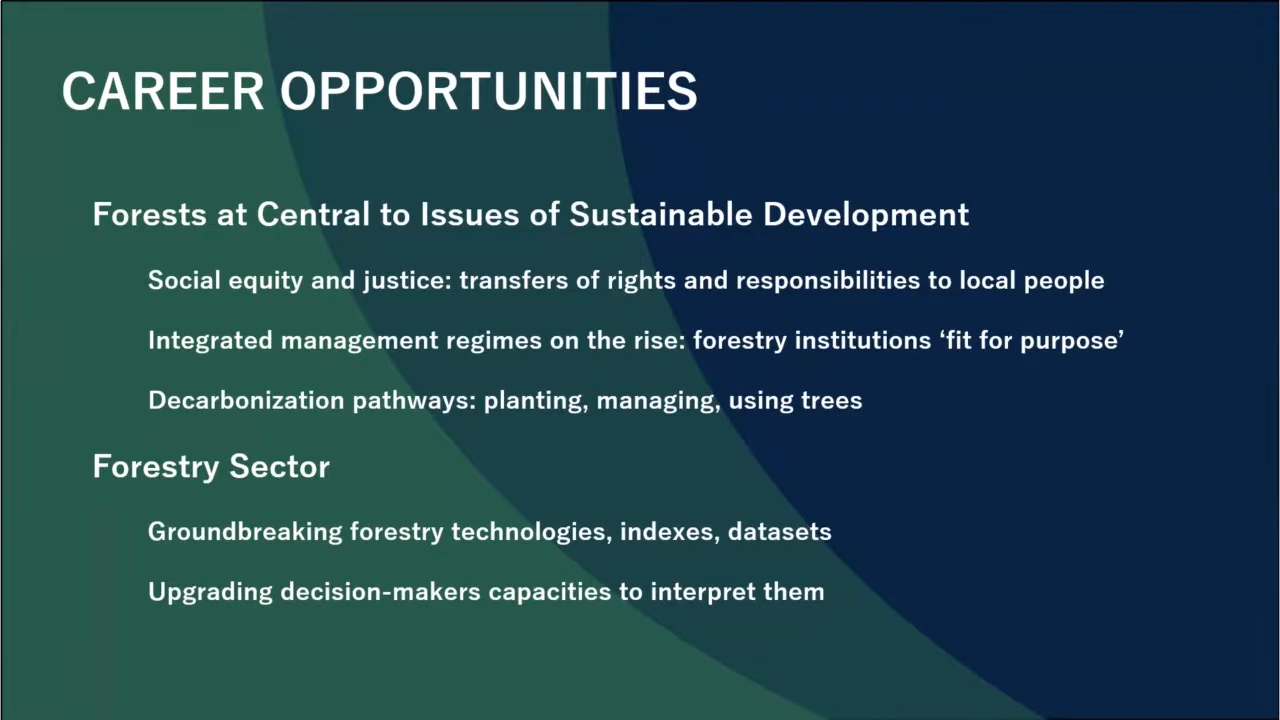 CAREER OPPORTUNITIES
Forests at Central to Issues of Sustainable Development
Social equity and justice: transfers of rights and responsibilities to local people
Integrated management regimes on the rise: forestry institutions ‘fit for purpose’
Decarbonization pathways: planting, managing, using trees
Forestry Sector
Groundbreaking forestry technologies, indexes, datasets
Upgrading decision-makers capacities to interpret them